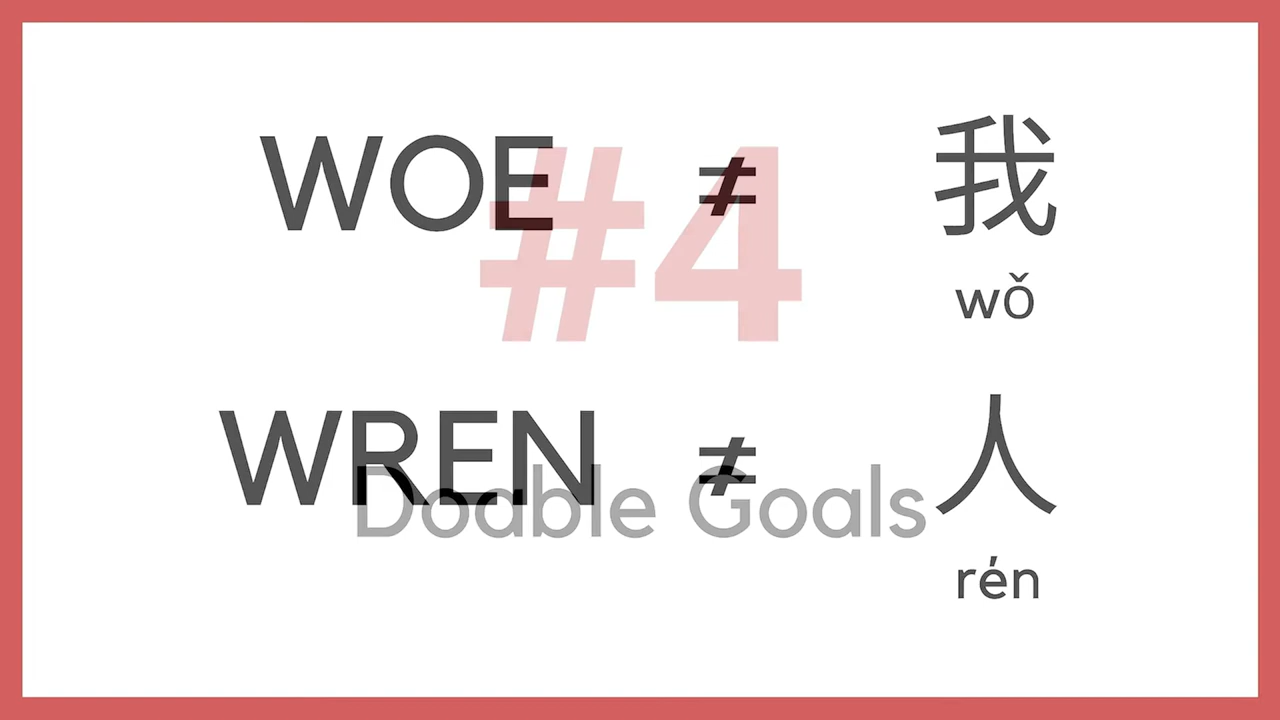 WOE ≠ 我
wǒ
#4
WREN ≠ 人
rén
Doable Goals